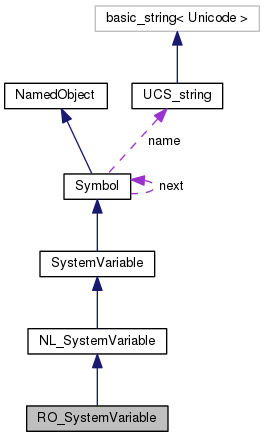 basic_string< Unicode >
NamedObject
UCS_string
name
Symbol
next
SystemVariable
NL_SystemVariable
RO_SystemVariable